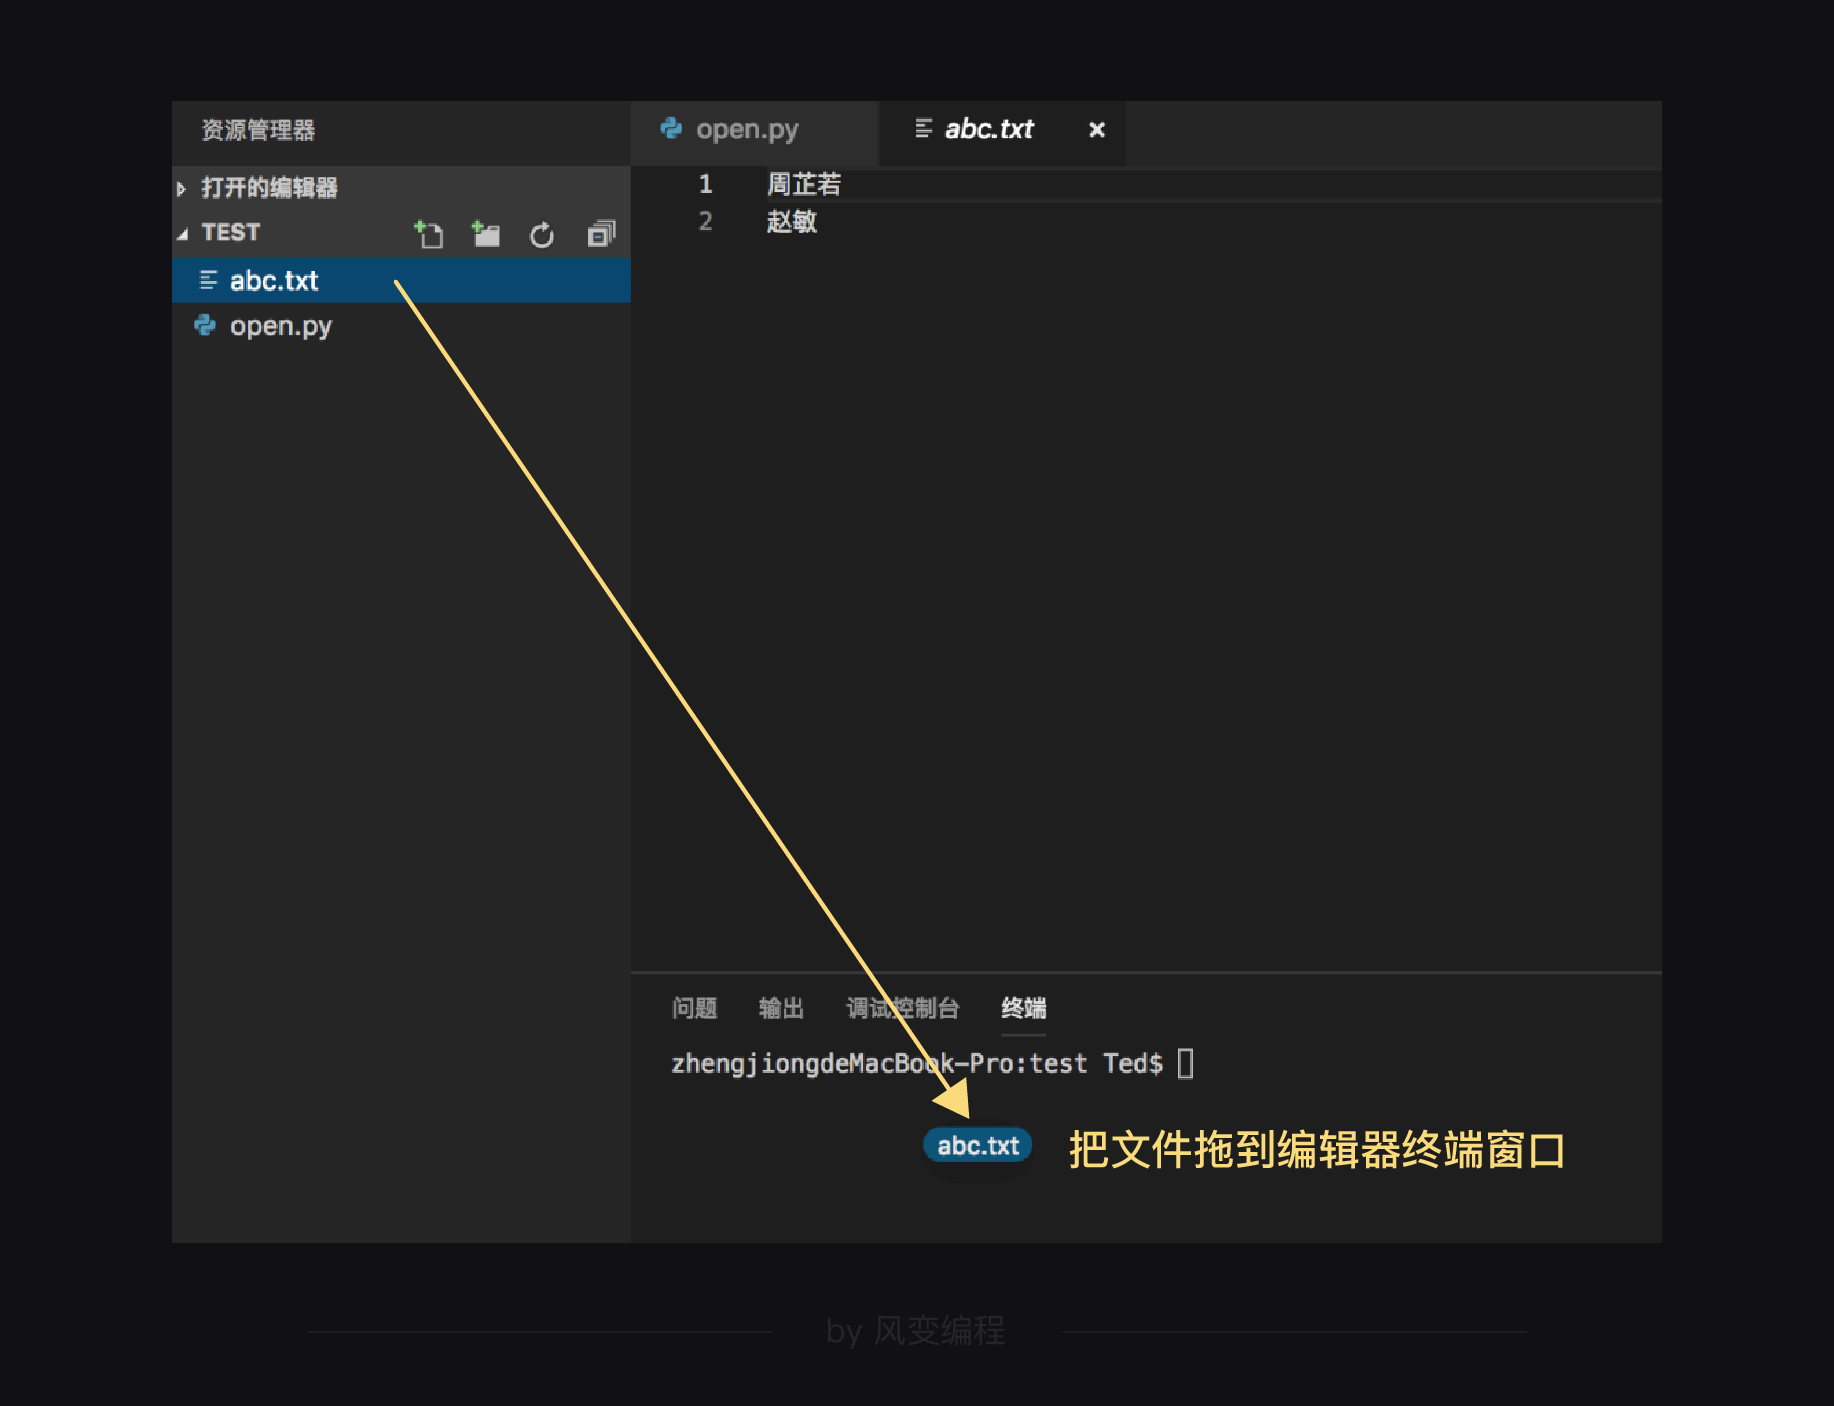 资源管理器
打开的编辑器
TEST
abc.txt
open.py
open.py
abc.txt
1 周芷若
2 赵敏
问题 输出 调试控制台 终端
zhengjiongdeMacBook-Pro:test Ted$
abc.txt
把文件拖到编辑器终端窗口
by 风变编程